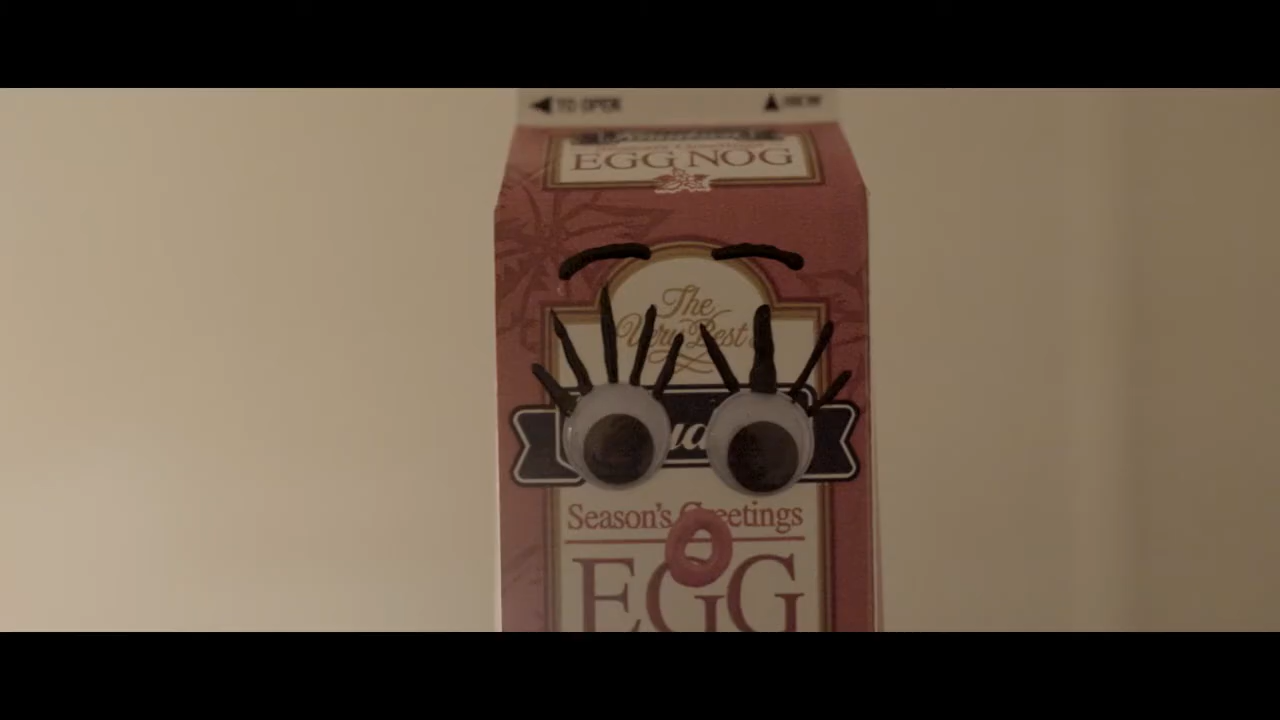 TO OPEN
EGG NOG
The
Very Best
Season's Greetings
EGG